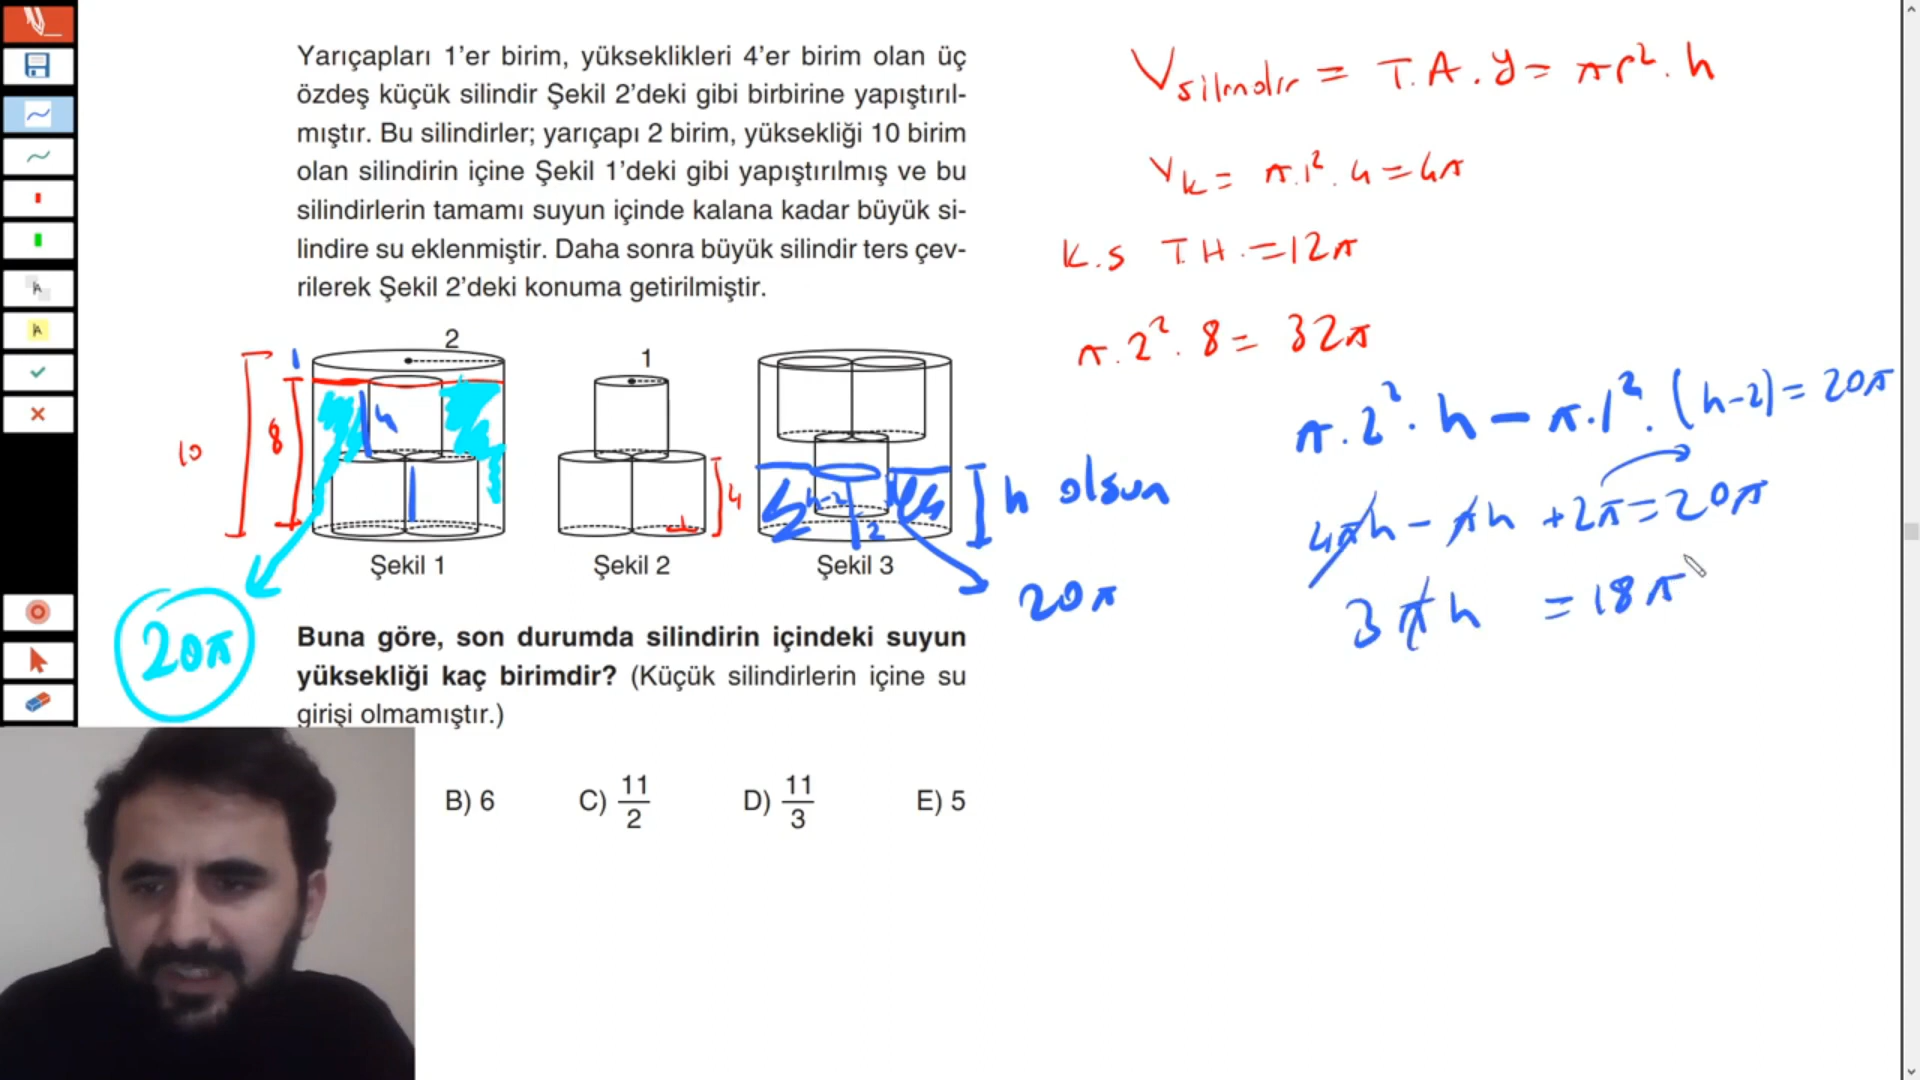 Yarıçapları 1'er birim, yükseklikleri 4'er birim olan üç
özdeş küçük silindir Şekil 2'deki gibi birbirine yapıştırıl-
mıştır. Bu silindirler; yarıçapı 2 birim, yüksekliği 10 birim
olan silindirin içine Şekil 1'deki gibi yapıştırılmış ve bu
silindirlerin tamamı suyun içinde kalana kadar büyük si-
lindire su eklenmiştir. Daha sonra büyük silindir ters çev-
rilerek Şekil 2'deki konuma getirilmiştir.
2
1
10
8
4
h-2
2
h olsun
Şekil 1
Şekil 2
Şekil 3
20π
20π
Buna göre, son durumda silindirin içindeki suyun
yüksekliği kaç birimdir? (Küçük silindirlerin içine su
girişi olmamıştır.)
B) 6
C) 11/2
D) 11/3
E) 5
Vsilindir = T.A.y = πr².h
Vk = π.1².4 = 4π
K.S T.H. = 12π
π.2².8 = 32π
π.2².h - π.1².(h-2) = 20π
4πh - πh + 2π = 20π
3πh = 18π